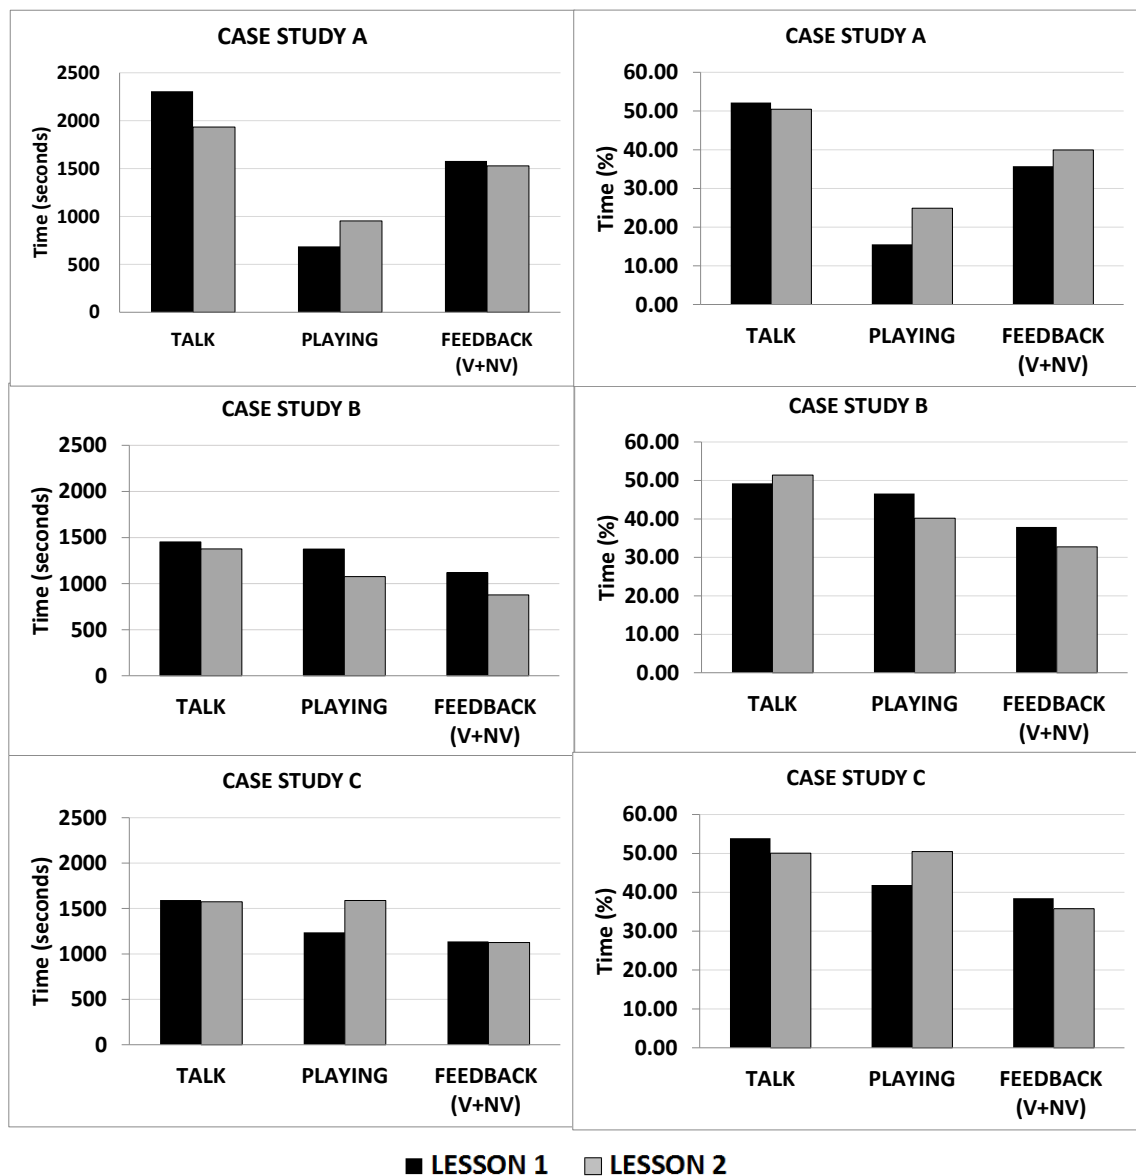 CASE STUDY A
Time (seconds)
2500
2000
1500
1000
500
0
TALK PLAYING FEEDBACK
(V+NV)
CASE STUDY A
Time (%)
60.00
50.00
40.00
30.00
20.00
10.00
0.00
TALK PLAYING FEEDBACK
(V+NV)
CASE STUDY B
Time (seconds)
2500
2000
1500
1000
500
0
TALK PLAYING FEEDBACK
(V+NV)
CASE STUDY B
Time (%)
60.00
50.00
40.00
30.00
20.00
10.00
0.00
TALK PLAYING FEEDBACK
(V+NV)
CASE STUDY C
Time (seconds)
2500
2000
1500
1000
500
0
TALK PLAYING FEEDBACK
(V+NV)
CASE STUDY C
Time (%)
60.00
50.00
40.00
30.00
20.00
10.00
0.00
TALK PLAYING FEEDBACK
(V+NV)
LESSON 1 LESSON 2